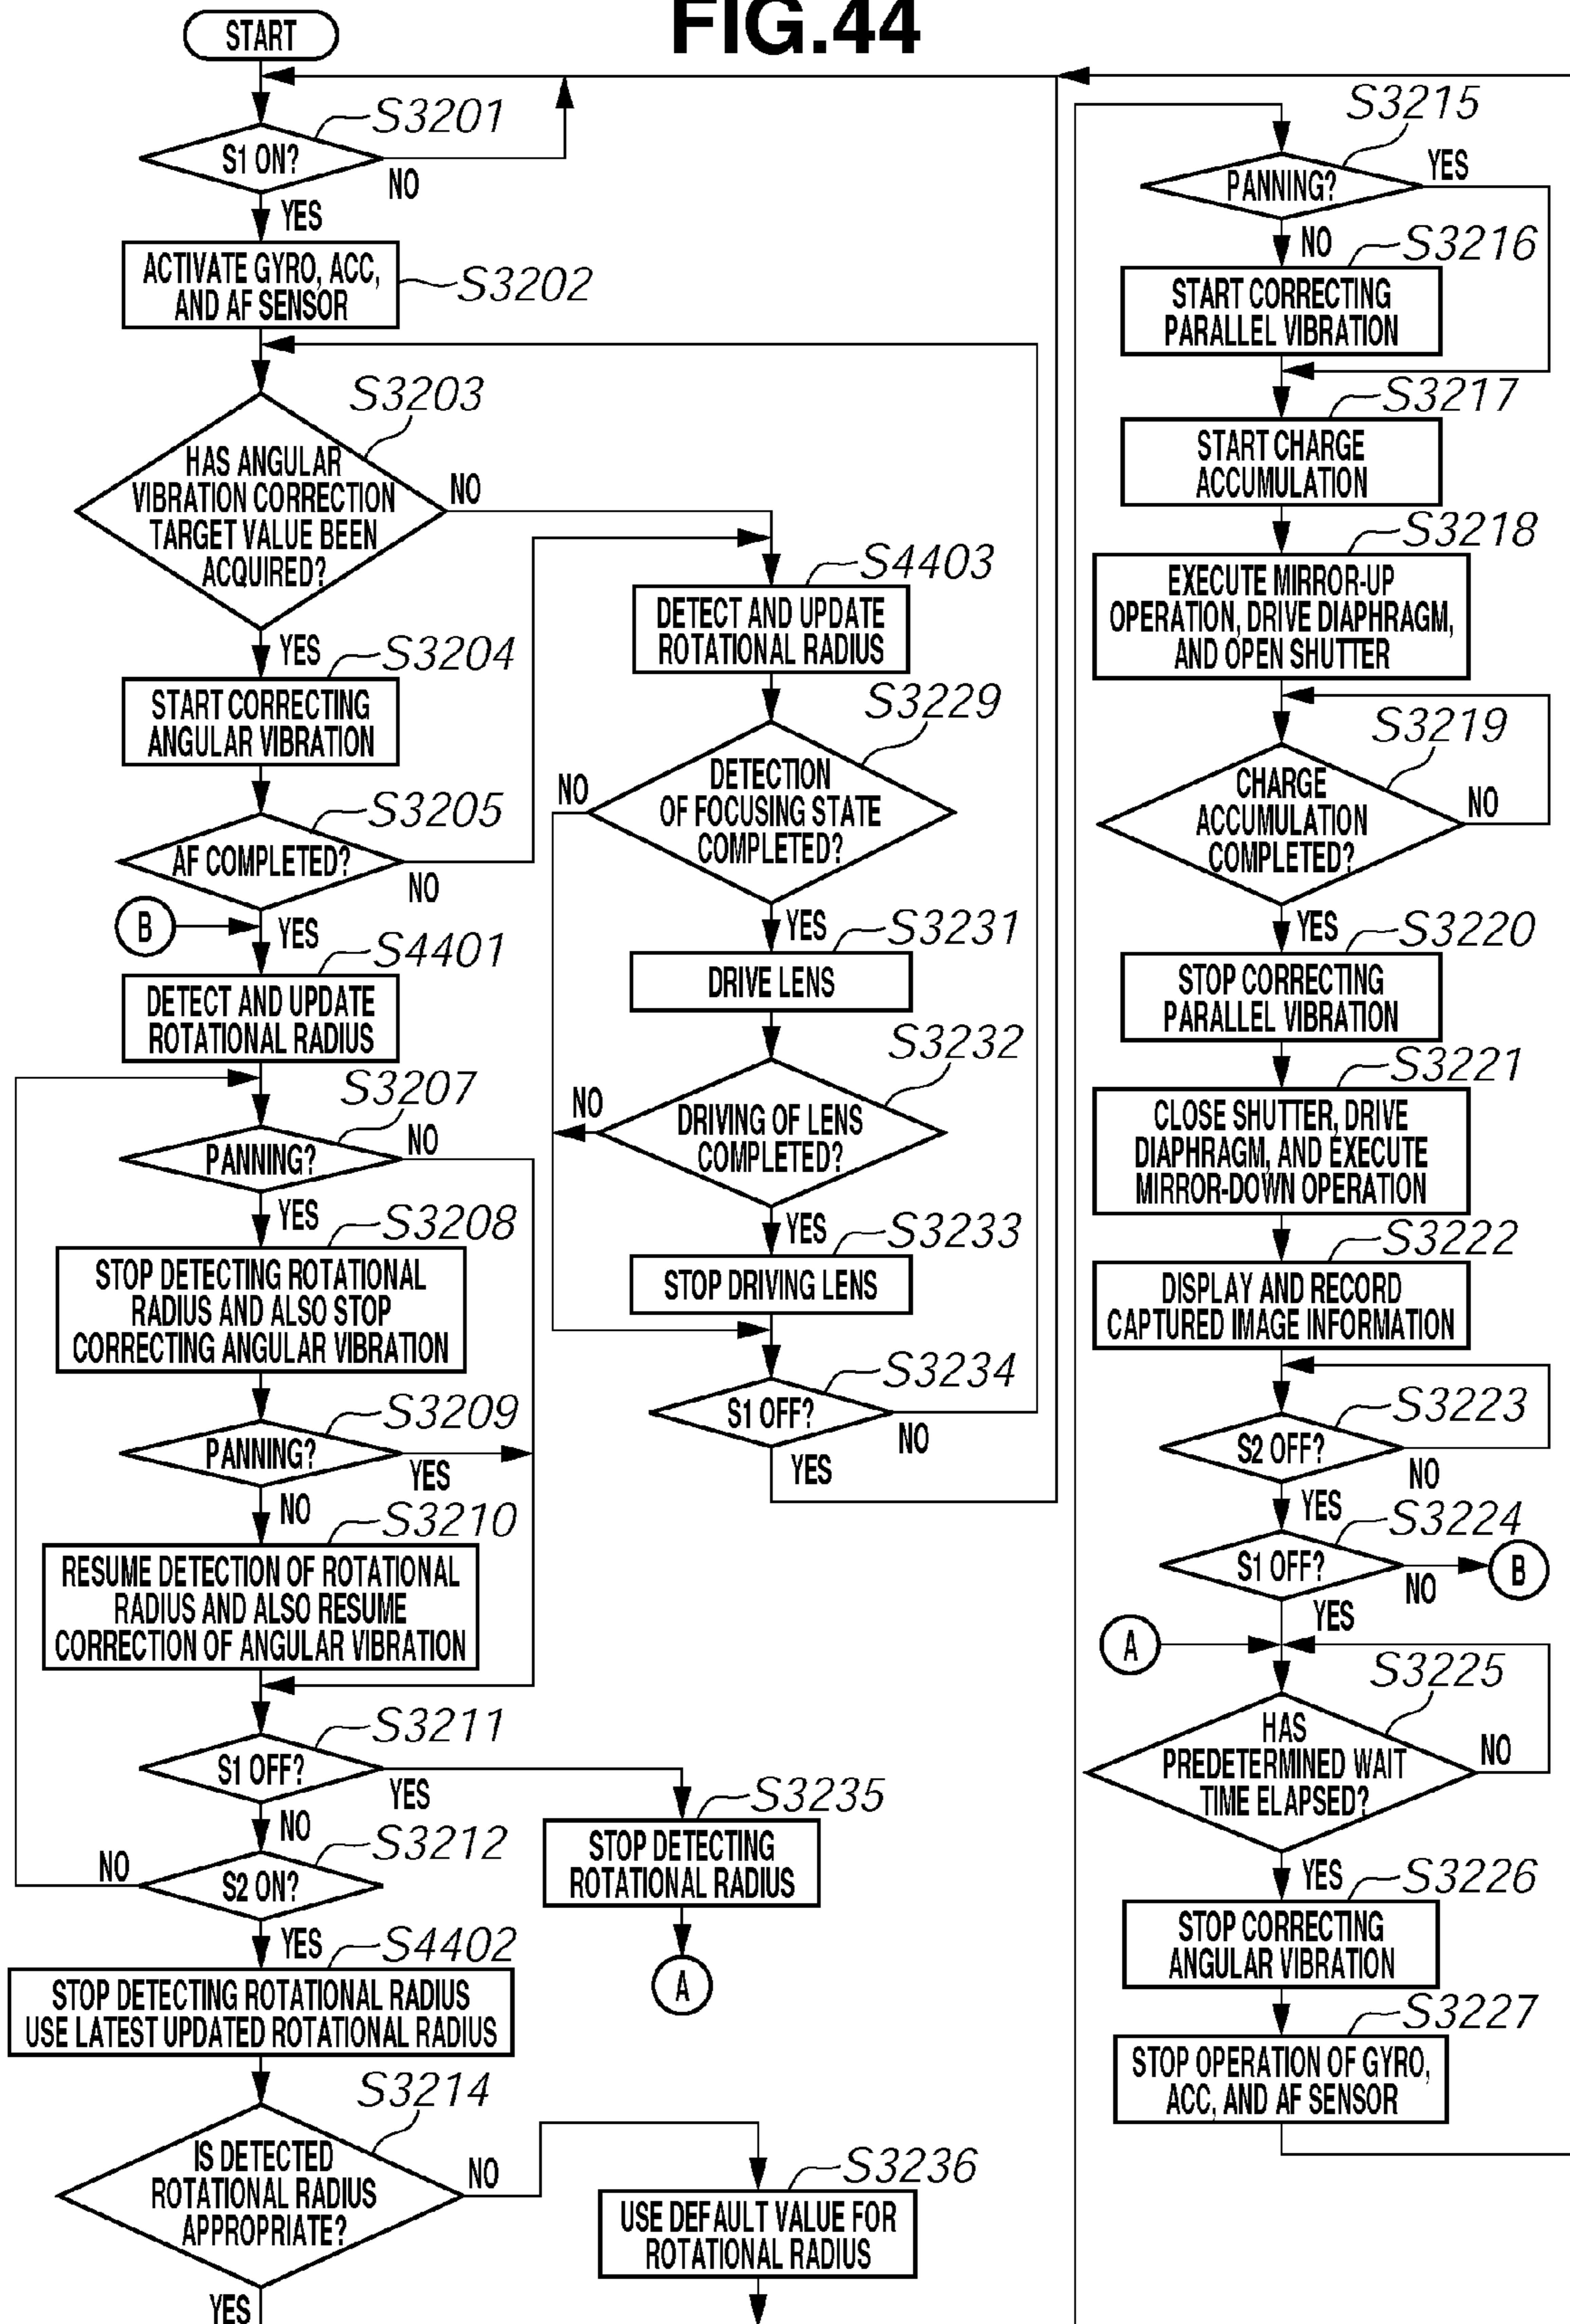 FIG.44
START
S3201
S1 ON?
NO
YES
ACTIVATE GYRO, ACC,
AND AF SENSOR
S3202
S3203
HAS ANGULAR
VIBRATION CORRECTION
TARGET VALUE BEEN
ACQUIRED?
NO
YES
S3204
START CORRECTING
ANGULAR VIBRATION
S3205
AF COMPLETED?
NO
B
YES
S4401
DETECT AND UPDATE
ROTATIONAL RADIUS
S3207
PANNING?
NO
YES
S3208
STOP DETECTING ROTATIONAL
RADIUS AND ALSO STOP
CORRECTING ANGULAR VIBRATION
S3209
PANNING?
YES
NO
S3210
RESUME DETECTION OF ROTATIONAL
RADIUS AND ALSO RESUME
CORRECTION OF ANGULAR VIBRATION
S3211
S1 OFF?
YES
NO
S3212
NO
S2 ON?
YES
S4402
STOP DETECTING ROTATIONAL RADIUS
USE LATEST UPDATED ROTATIONAL RADIUS
S3214
IS DETECTED
ROTATIONAL RADIUS
APPROPRIATE?
NO
YES
S4403
DETECT AND UPDATE
ROTATIONAL RADIUS
S3229
NO
DETECTION
OF FOCUSING STATE
COMPLETED?
YES
S3231
DRIVE LENS
S3232
NO
DRIVING OF LENS
COMPLETED?
YES
S3233
STOP DRIVING LENS
S3234
S1 OFF?
NO
YES
S3235
STOP DETECTING
ROTATIONAL RADIUS
A
S3236
USE DEFAULT VALUE FOR
ROTATIONAL RADIUS
S3215
PANNING?
YES
NO
S3216
START CORRECTING
PARALLEL VIBRATION
S3217
START CHARGE
ACCUMULATION
S3218
EXECUTE MIRROR-UP
OPERATION, DRIVE DIAPHRAGM,
AND OPEN SHUTTER
S3219
CHARGE
ACCUMULATION
COMPLETED?
NO
YES
S3220
STOP CORRECTING
PARALLEL VIBRATION
S3221
CLOSE SHUTTER, DRIVE
DIAPHRAGM, AND EXECUTE
MIRROR-DOWN OPERATION
S3222
DISPLAY AND RECORD
CAPTURED IMAGE INFORMATION
S3223
S2 OFF?
NO
YES
S3224
S1 OFF?
NO
B
YES
A
S3225
HAS
PREDETERMINED WAIT
TIME ELAPSED?
NO
YES
S3226
STOP CORRECTING
ANGULAR VIBRATION
S3227
STOP OPERATION OF GYRO,
ACC, AND AF SENSOR